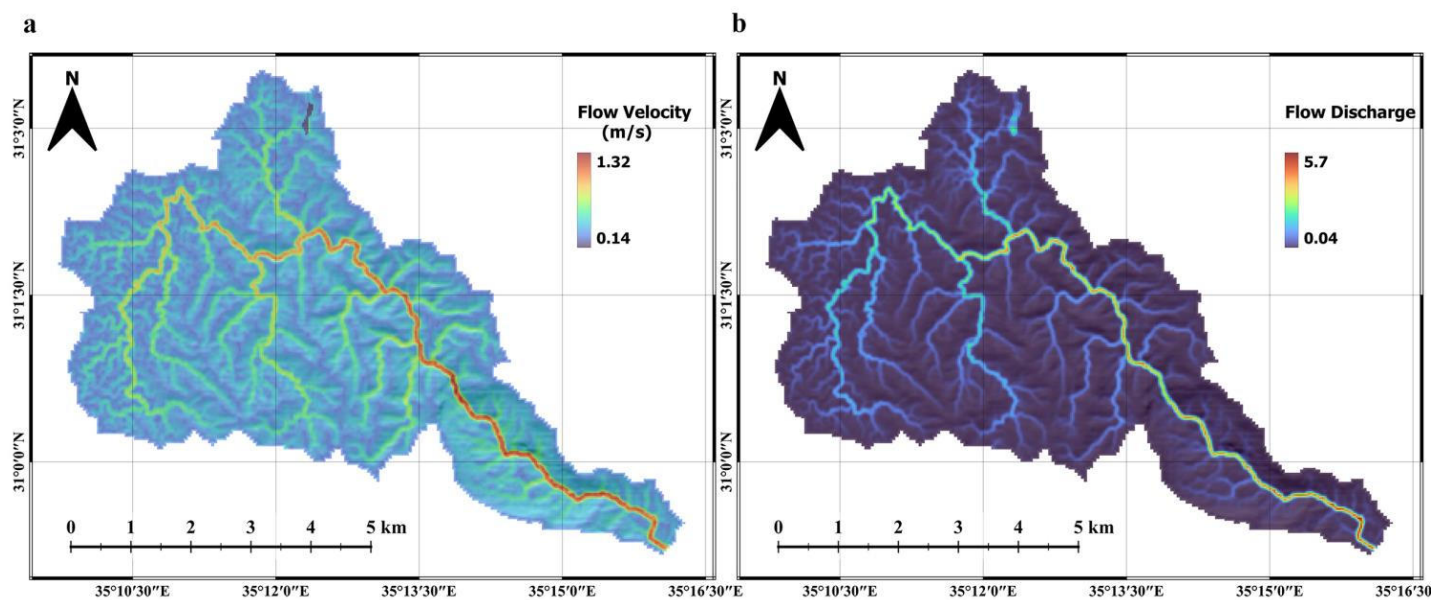 a
N
Flow Velocity
(m/s)
1.32
0.14
31°3′0″N
31°1′30″N
31°0′0″N
0 1 2 3 4 5 km
35°10′30″E 35°12′0″E 35°13′30″E 35°15′0″E 35°16′30″E
b
N
Flow Discharge
5.7
0.04
31°3′0″N
31°1′30″N
31°0′0″N
0 1 2 3 4 5 km
35°10′30″E 35°12′0″E 35°13′30″E 35°15′0″E 35°16′30